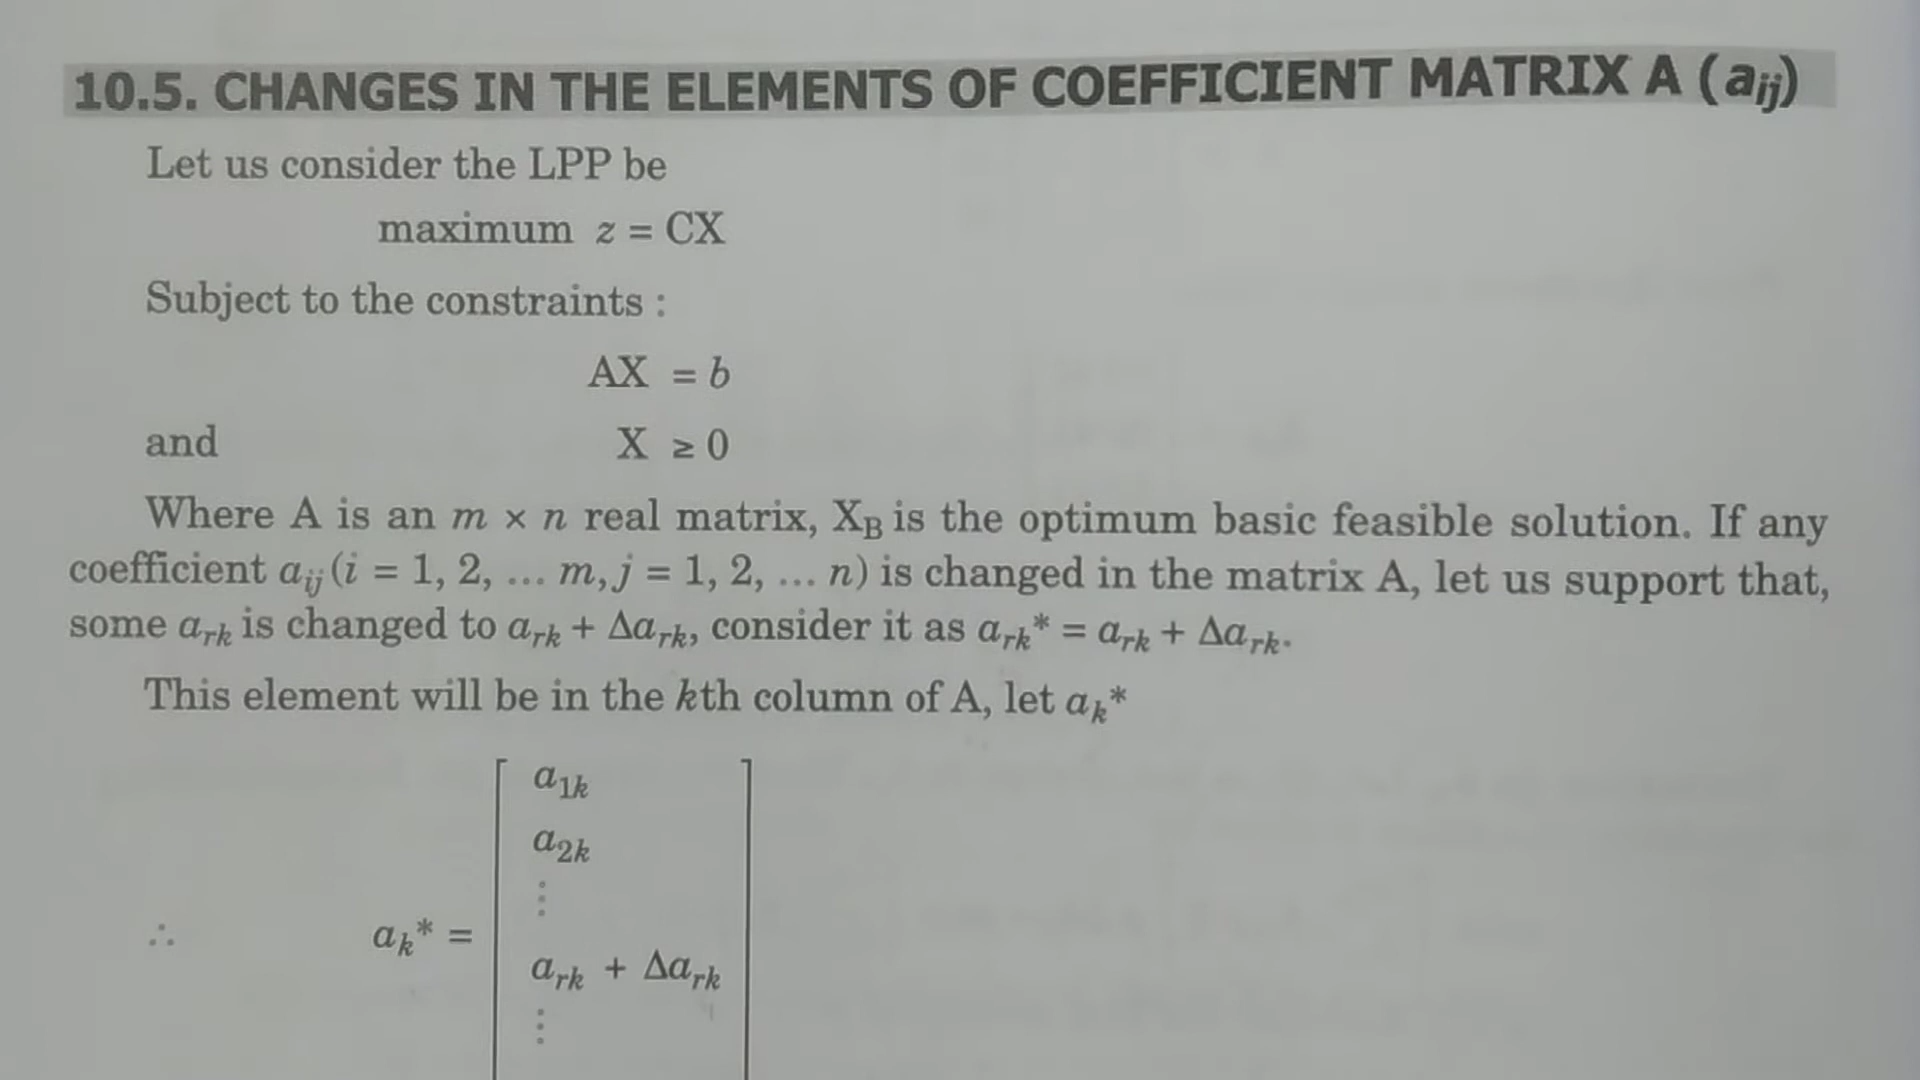 10.5. CHANGES IN THE ELEMENTS OF COEFFICIENT MATRIX A (aij)
Let us consider the LPP be
maximum z = CX
Subject to the constraints :
AX = b
and X ≥ 0
Where A is an m × n real matrix, XB is the optimum basic feasible solution. If any
coefficient aij (i = 1, 2, ... m, j = 1, 2, ... n) is changed in the matrix A, let us support that,
some ark is changed to ark + Δark, consider it as ark* = ark + Δark.
This element will be in the kth column of A, let ak*
a1k
a2k
⋮
∴ ak* =
ark + Δark
⋮